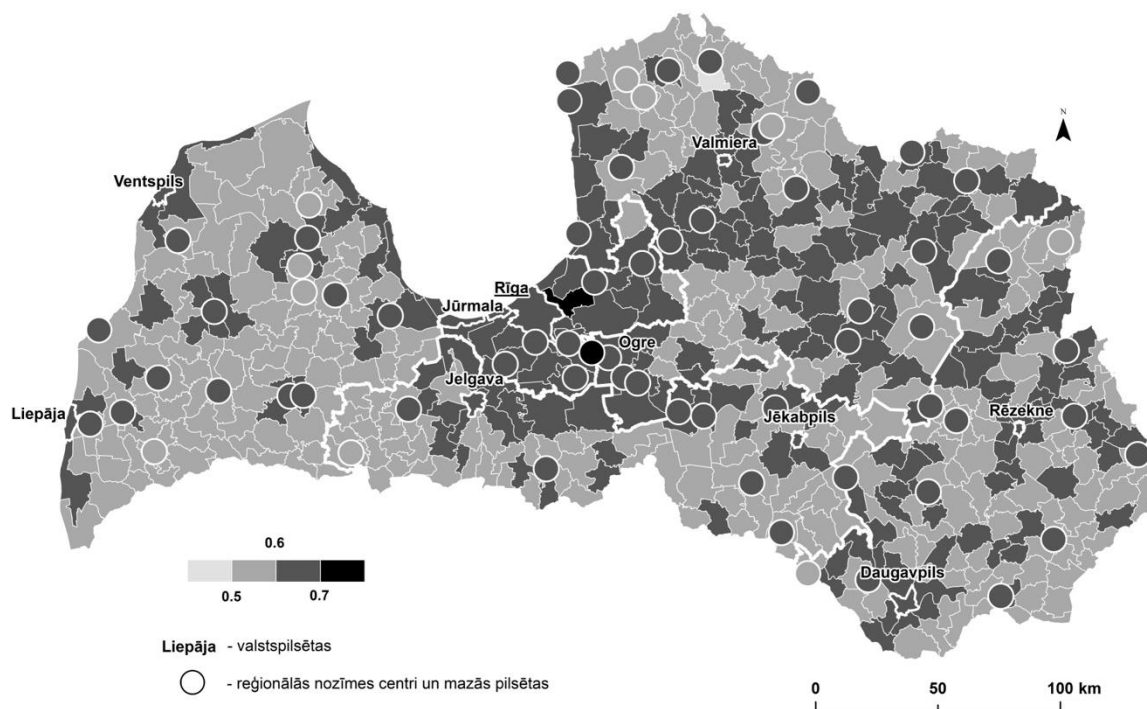 N
Valmiera
Ventspils
Rīga
Jūrmala
Ogre
Jelgava
Liepāja
Jēkabpils
Rēzekne
Daugavpils
0.6
0.5 0.7
Liepāja - valstspilsētas
- reģionālās nozīmes centri un mazās pilsētas
0 50 100 km